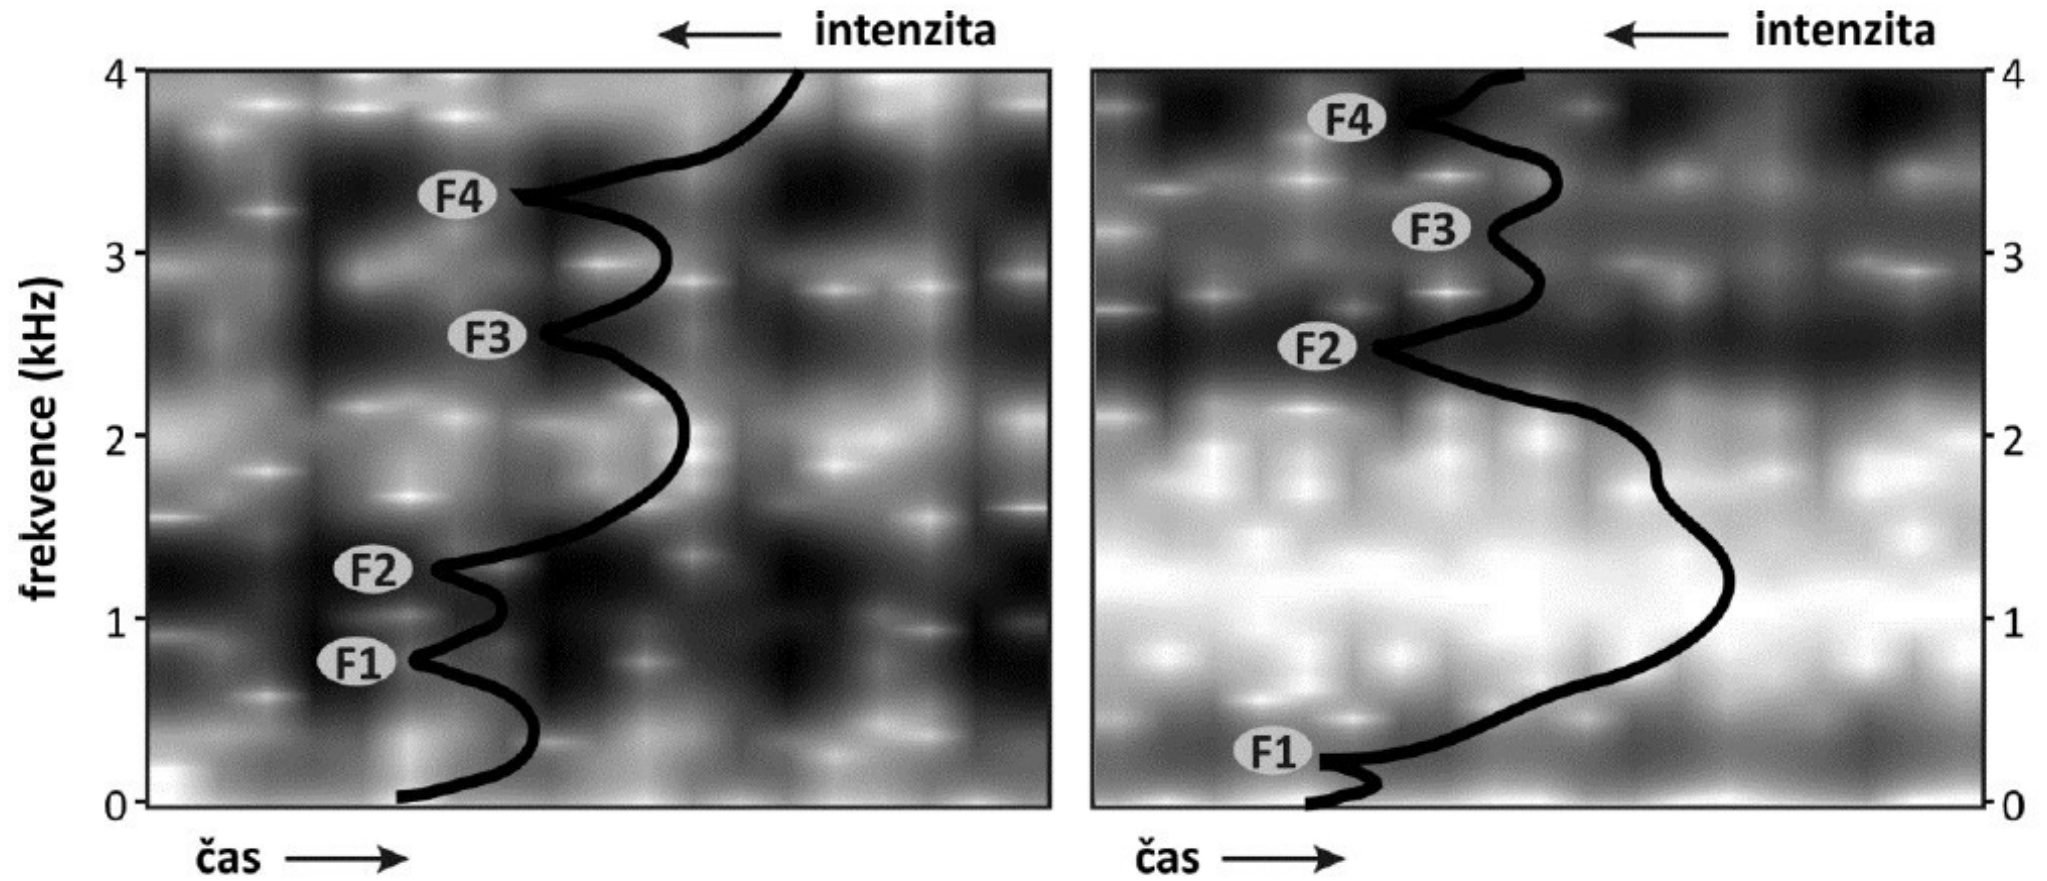 intenzita
intenzita
frekvence (kHz)
4
3
2
1
0
F4
F3
F2
F1
F4
F3
F2
F1
4
3
2
1
0
čas
čas